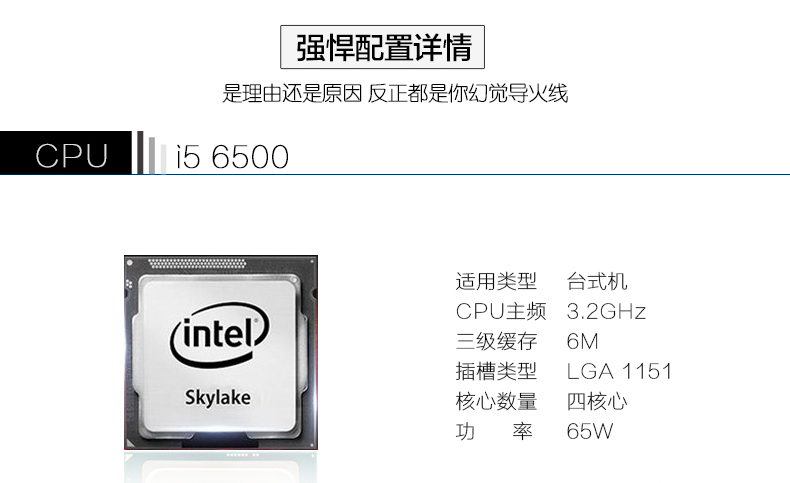 强悍配置详情
是理由还是原因 反正都是你幻觉导火线
CPU i5 6500
intel
Skylake
适用类型 台式机
CPU主频 3.2GHz
三级缓存 6M
插槽类型 LGA 1151
核心数量 四核心
功 率 65W